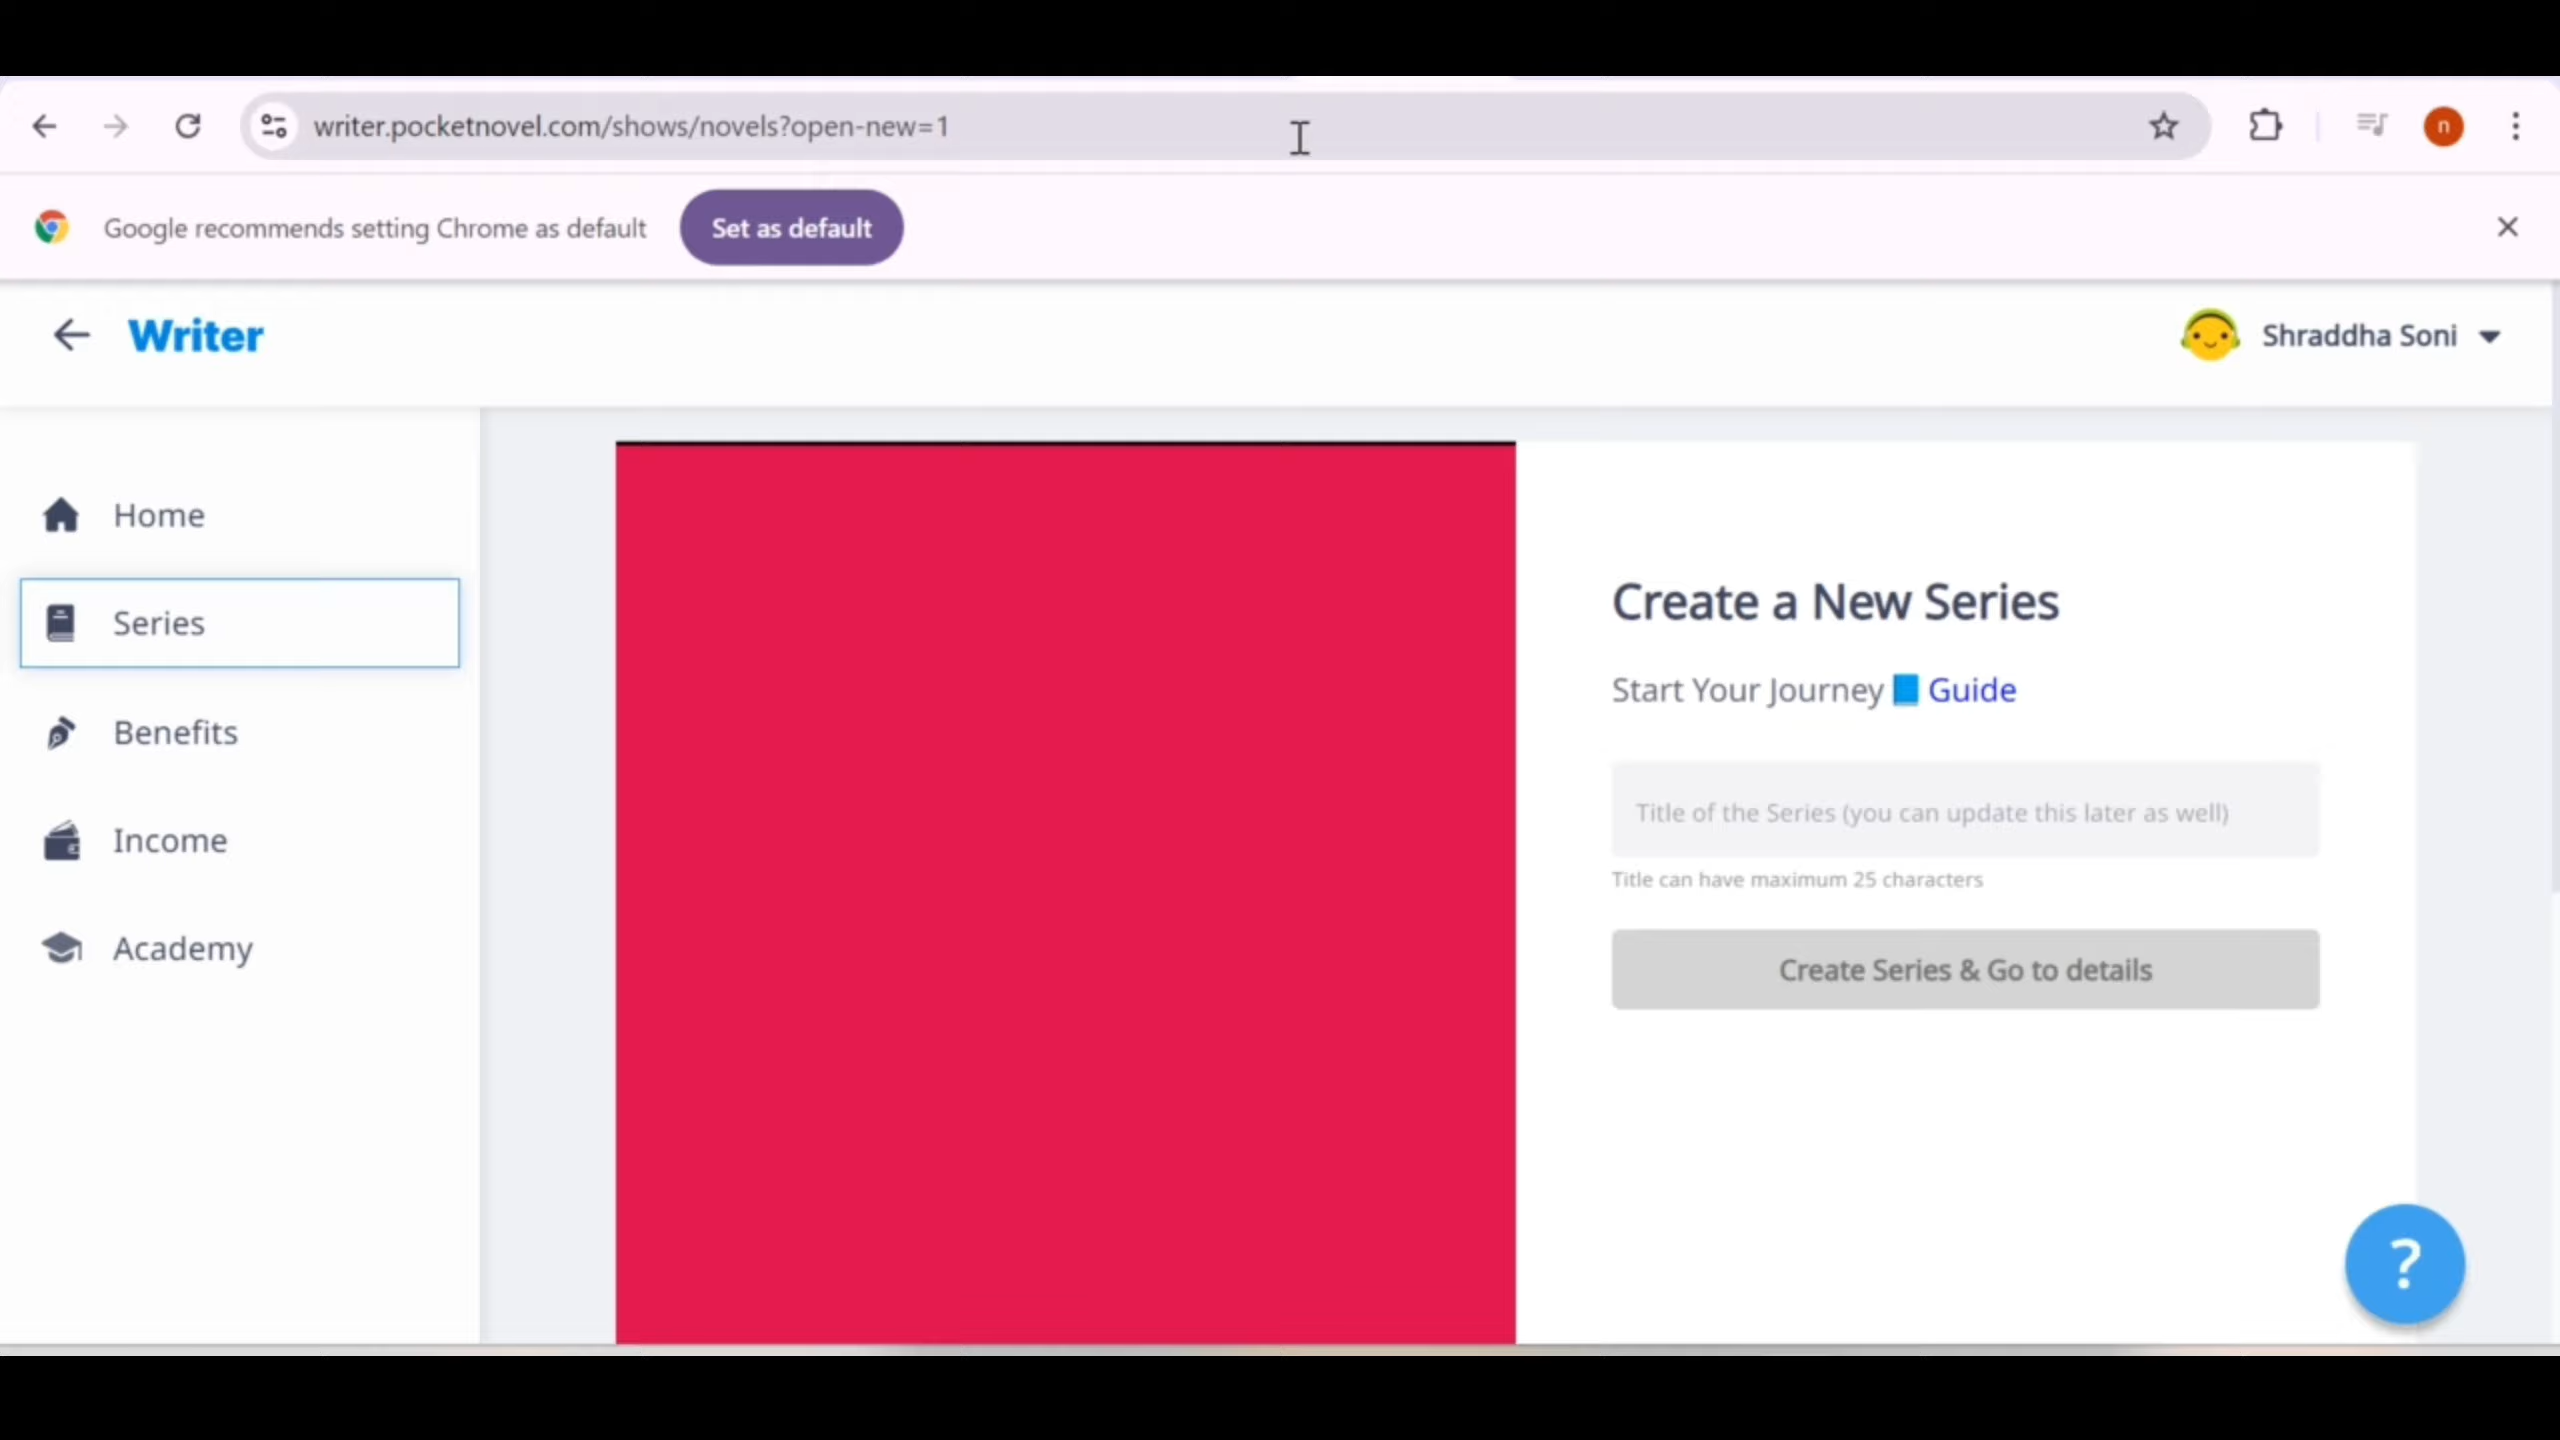 writer.pocketnovel.com/shows/novels?open-new=1
n
Google recommends setting Chrome as default
Set as default
Writer
Shraddha Soni
Home
Series
Benefits
Income
Academy
Create a New Series
Start Your Journey 📘 Guide
Title of the Series (you can update this later as well)
Title can have maximum 25 characters
Create Series & Go to details
?